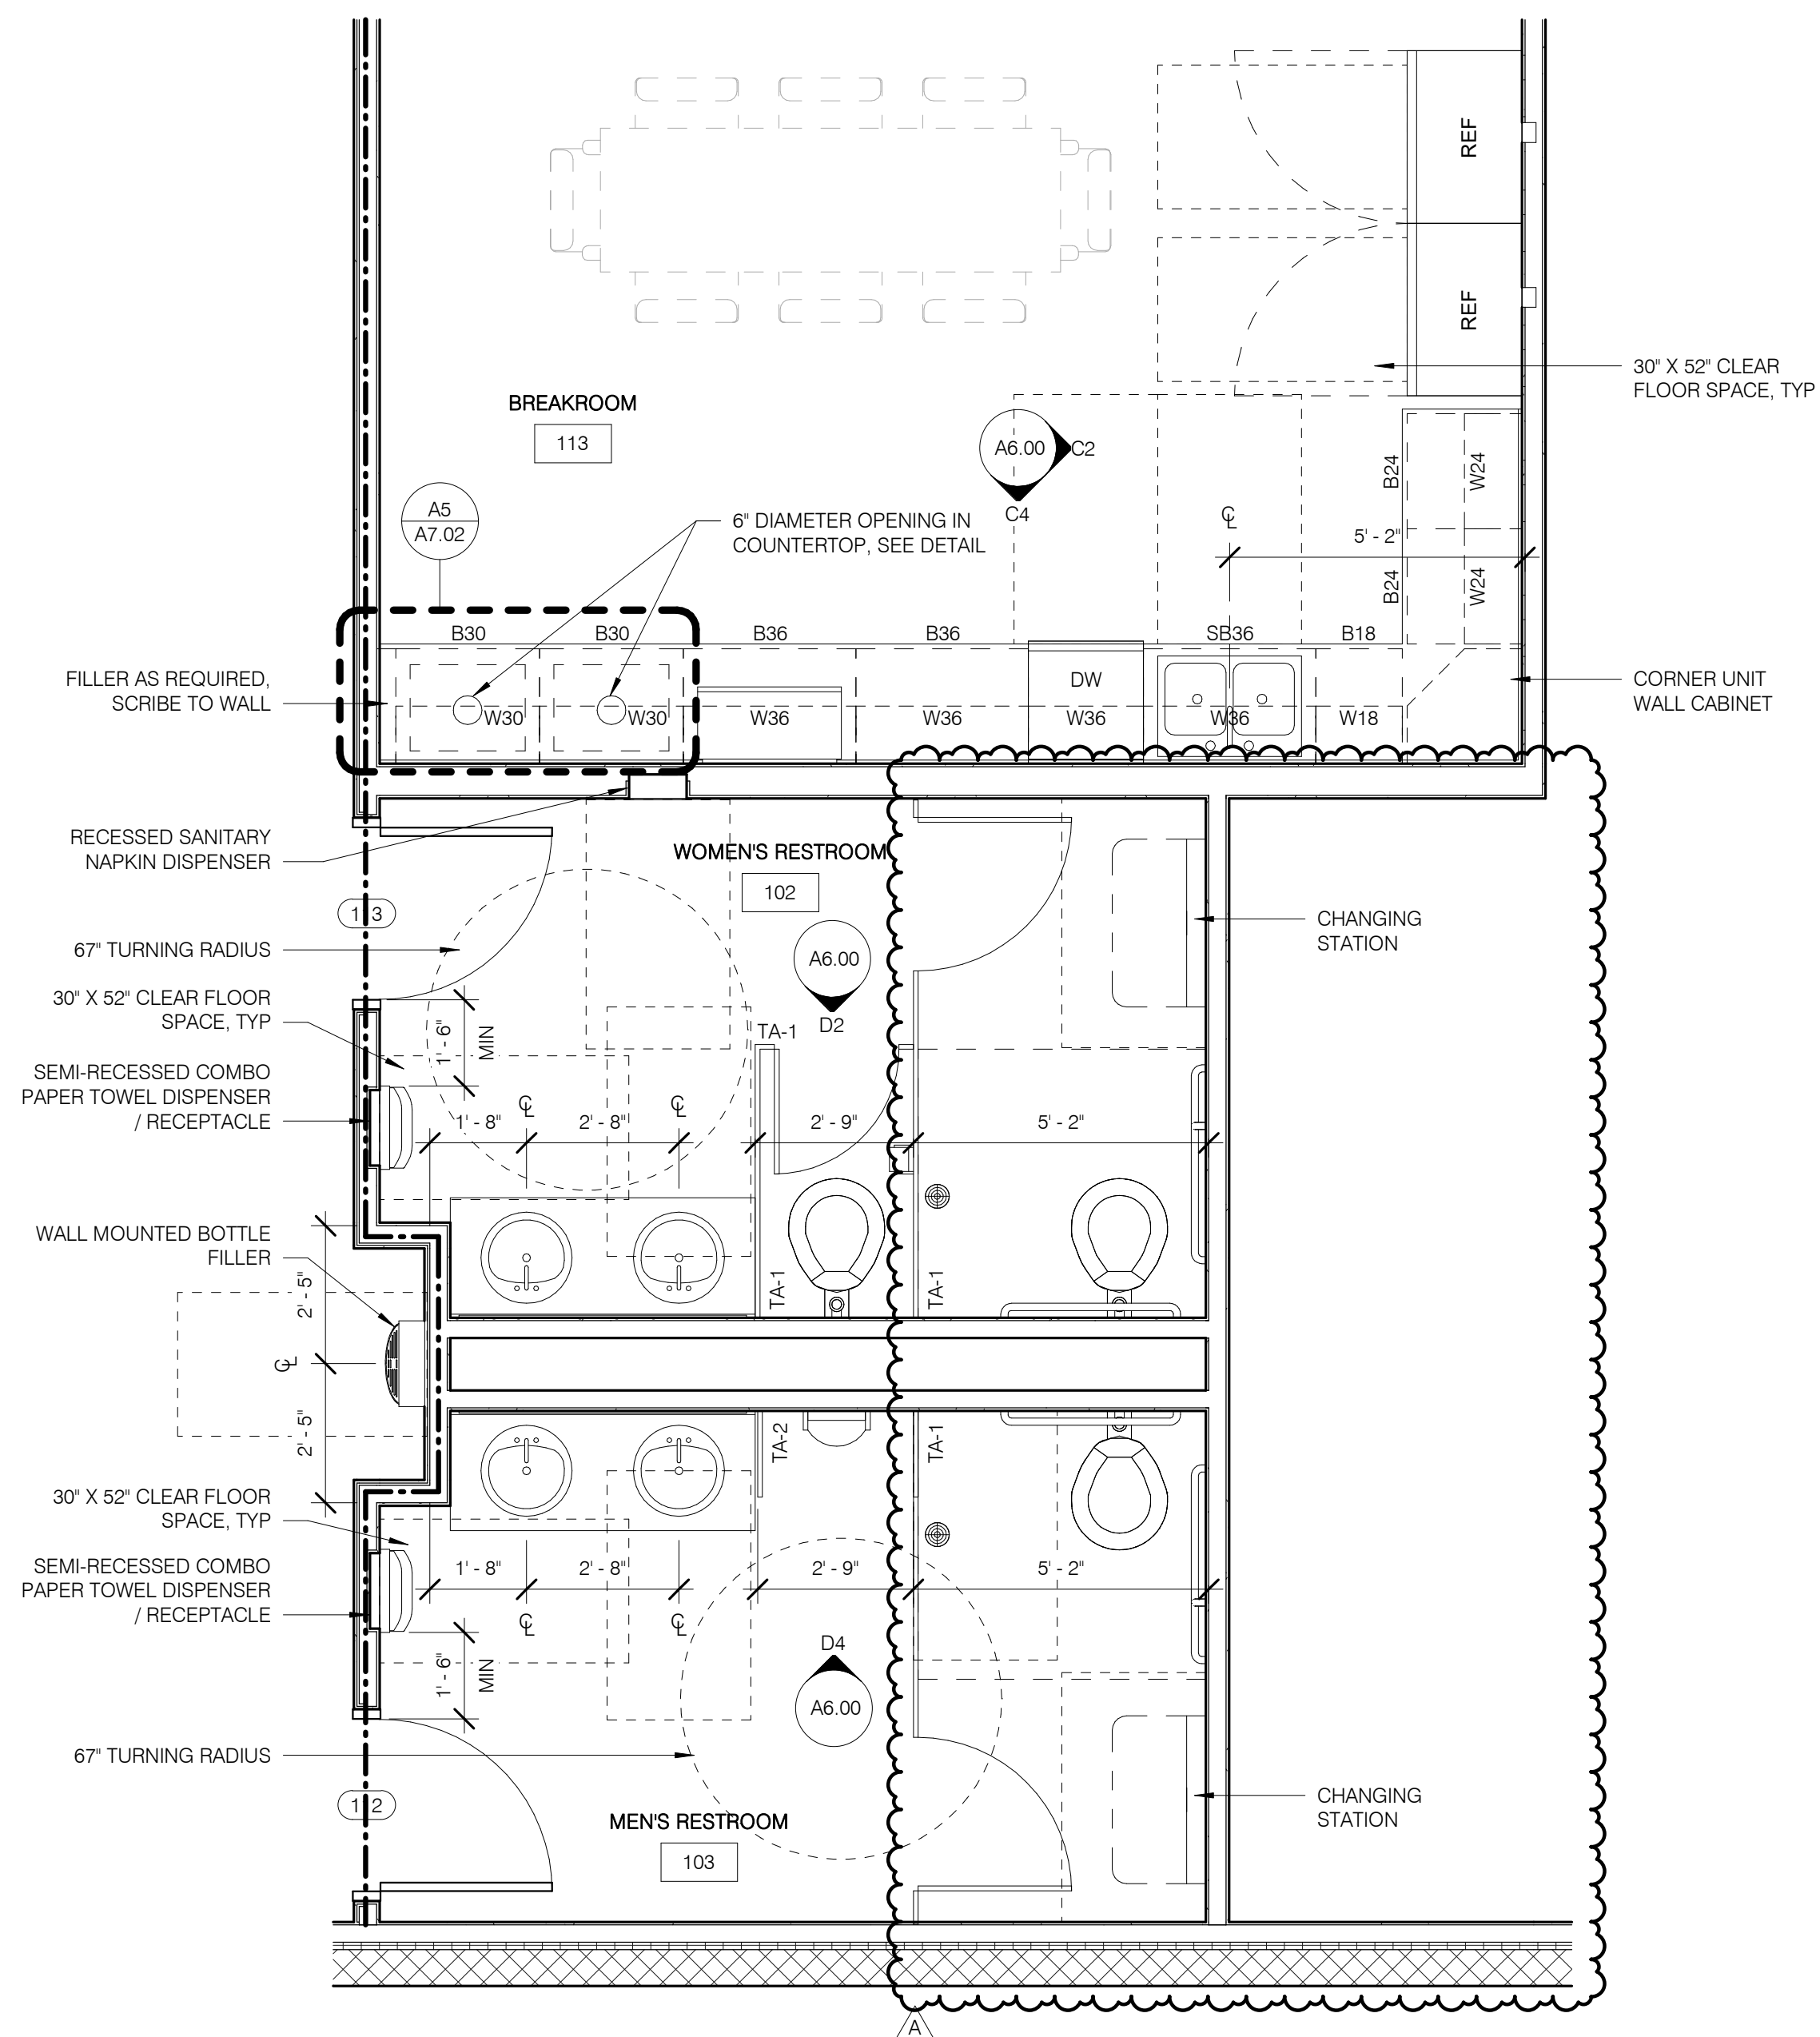 REF
REF
30" X 52" CLEAR
FLOOR SPACE, TYP
BREAKROOM
113
A6.00
C2
C4
A5
A7.02
6" DIAMETER OPENING IN
COUNTERTOP, SEE DETAIL
℄
5' - 2"
B24
W24
B24
W24
B30
B30
B36
B36
SB36
B18
FILLER AS REQUIRED,
SCRIBE TO WALL
DW
CORNER UNIT
WALL CABINET
W30
W30
W36
W36
W36
W36
W18
RECESSED SANITARY
NAPKIN DISPENSER
WOMEN'S RESTROOM
102
113
CHANGING
STATION
67" TURNING RADIUS
A6.00
D2
30" X 52" CLEAR FLOOR
SPACE, TYP
1' - 6"
MIN
TA-1
SEMI-RECESSED COMBO
PAPER TOWEL DISPENSER
/ RECEPTACLE
℄
℄
1' - 8"
2' - 8"
2' - 9"
5' - 2"
WALL MOUNTED BOTTLE
FILLER
TA-1
TA-1
2' - 5"
℄
2' - 5"
TA-2
TA-1
30" X 52" CLEAR FLOOR
SPACE, TYP
SEMI-RECESSED COMBO
PAPER TOWEL DISPENSER
/ RECEPTACLE
1' - 8"
2' - 8"
2' - 9"
5' - 2"
℄
℄
1' - 6"
MIN
D4
A6.00
67" TURNING RADIUS
112
MEN'S RESTROOM
103
CHANGING
STATION
A